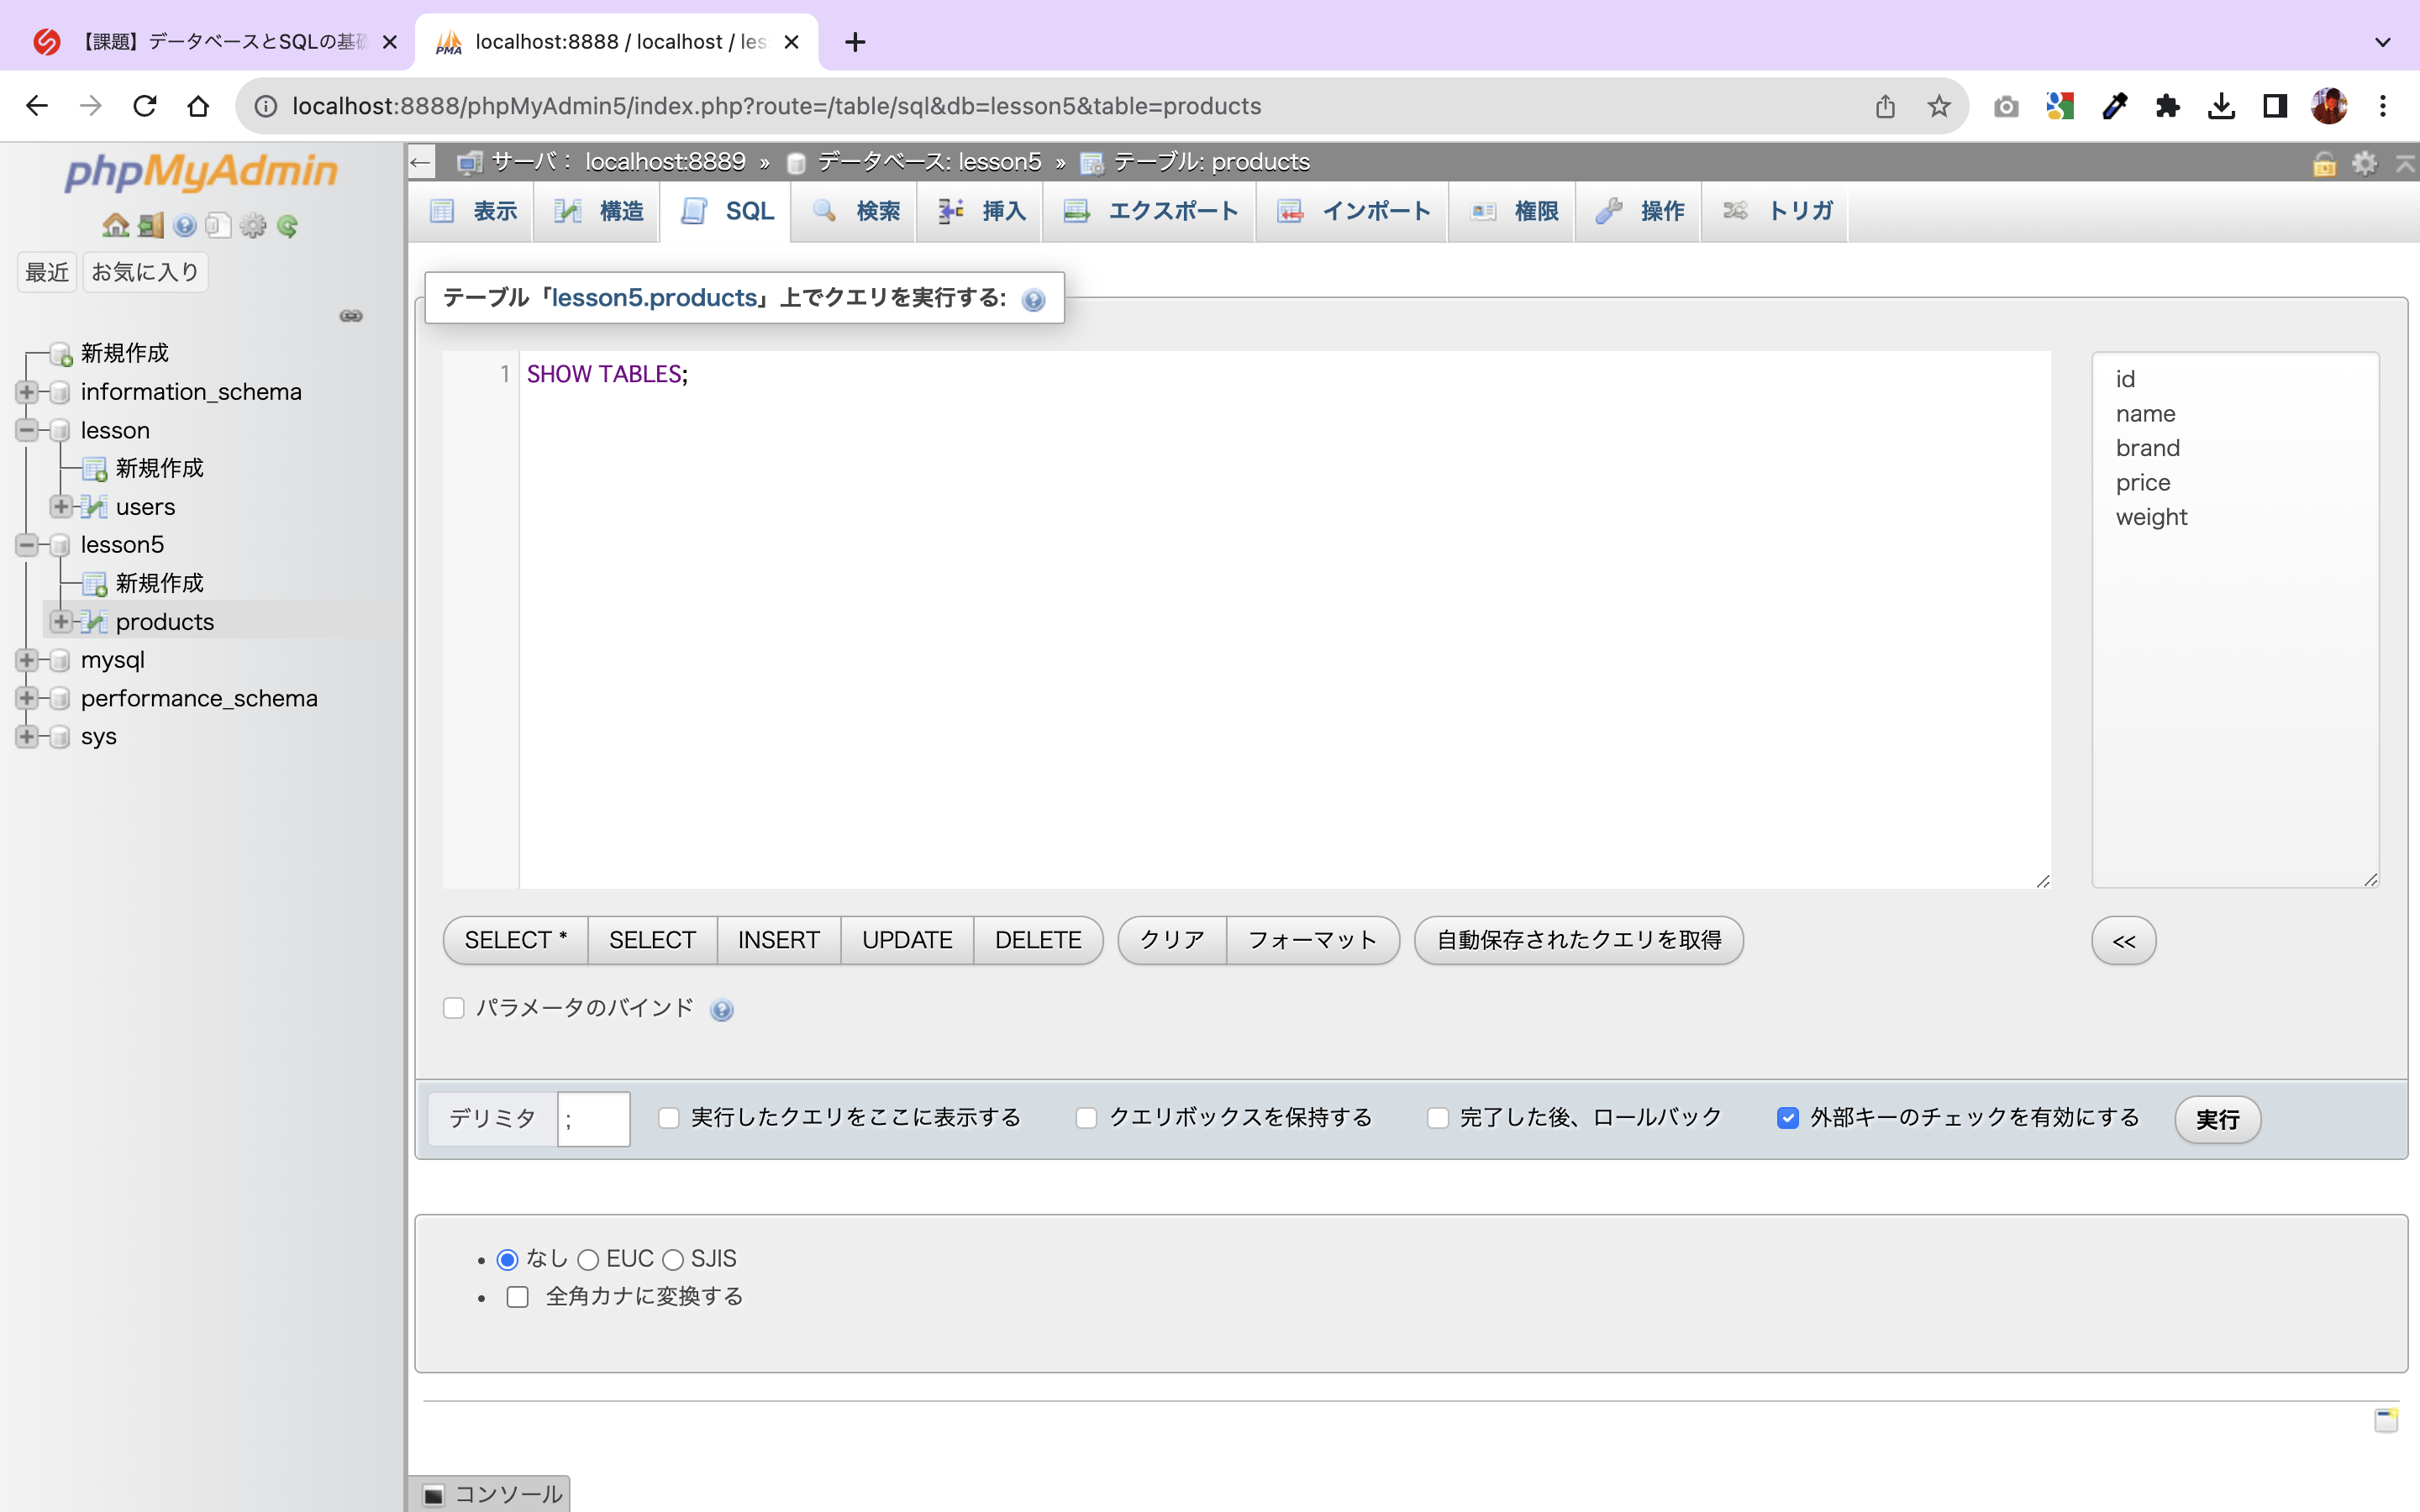 【課題】データベースとSQLの基礎
localhost:8888 / localhost / les
localhost:8888/phpMyAdmin5/index.php?route=/table/sql&db=lesson5&table=products
phpMyAdmin
最近 お気に入り
新規作成
information_schema
lesson
新規作成
users
lesson5
新規作成
products
mysql
performance_schema
sys
サーバ: localhost:8889 » データベース: lesson5 » テーブル: products
表示 構造 SQL 検索 挿入 エクスポート インポート 権限 操作 トリガ
テーブル「lesson5.products」上でクエリを実行する:
1 SHOW TABLES;
id
name
brand
price
weight
SELECT * SELECT INSERT UPDATE DELETE クリア フォーマット 自動保存されたクエリを取得 <<
パラメータのバインド
デリミタ ; 実行したクエリをここに表示する クエリボックスを保持する 完了した後、ロールバック 外部キーのチェックを有効にする 実行
なし EUC SJIS
全角カナに変換する
コンソール